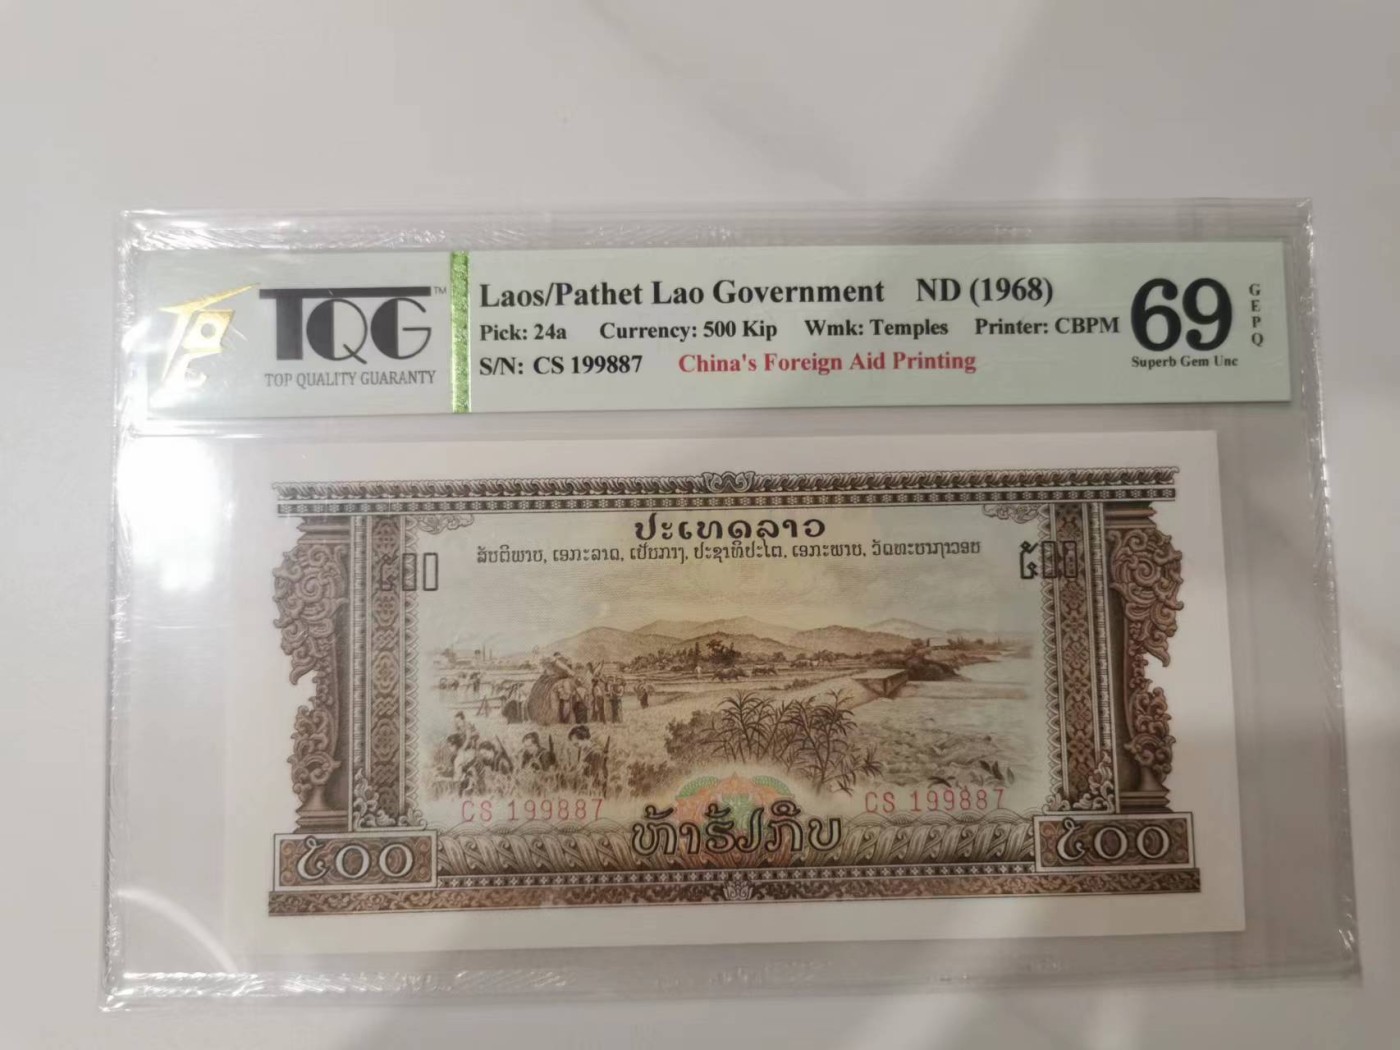 TQG™
TOP QUALITY GUARANTY
Laos/Pathet Lao Government ND (1968)
Pick: 24a Currency: 500 Kip Wmk: Temples Printer: CBPM
S/N: CS 199887 China's Foreign Aid Printing
69
Superb Gem Unc
GEPQ
ປະເທດລາວ
ສັນຕິພາບ, ເອກະລາດ, ເປັນກາງ, ປະຊາທິປະໄຕ, ເອກະພາບ, ວັດທະນາຖາວອນ
໕໐໐
CS 199887
CS 199887
ຫ້າຮ້ອຍກີບ
໕໐໐
໕໐໐